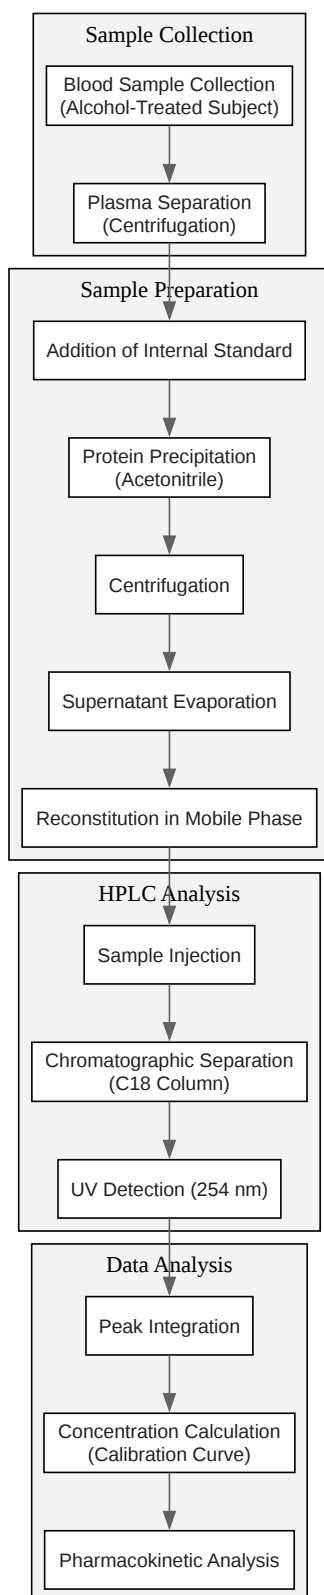 Sample Collection
Blood Sample Collection
(Alcohol-Treated Subject)
Plasma Separation
(Centrifugation)
Sample Preparation
Addition of Internal Standard
Protein Precipitation
(Acetonitrile)
Centrifugation
Supernatant Evaporation
Reconstitution in Mobile Phase
HPLC Analysis
Sample Injection
Chromatographic Separation
(C18 Column)
UV Detection (254 nm)
Data Analysis
Peak Integration
Concentration Calculation
(Calibration Curve)
Pharmacokinetic Analysis